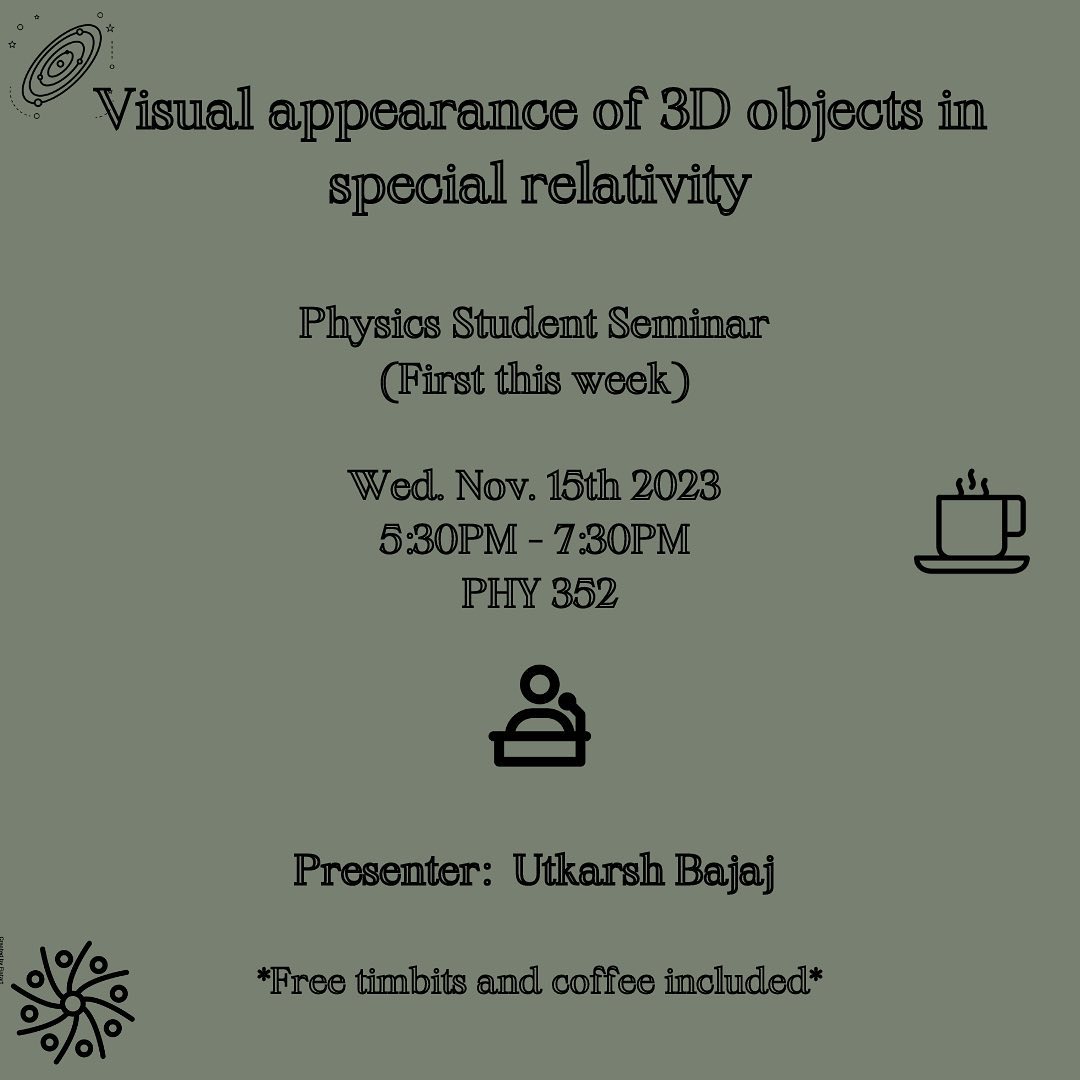 Visual appearance of 3D objects in
special relativity
Physics Student Seminar
(First this week)
Wed. Nov. 15th 2023
5:30PM - 7:30PM
PHY 352
Presenter: Utkarsh Bajaj
*Free timbits and coffee included*